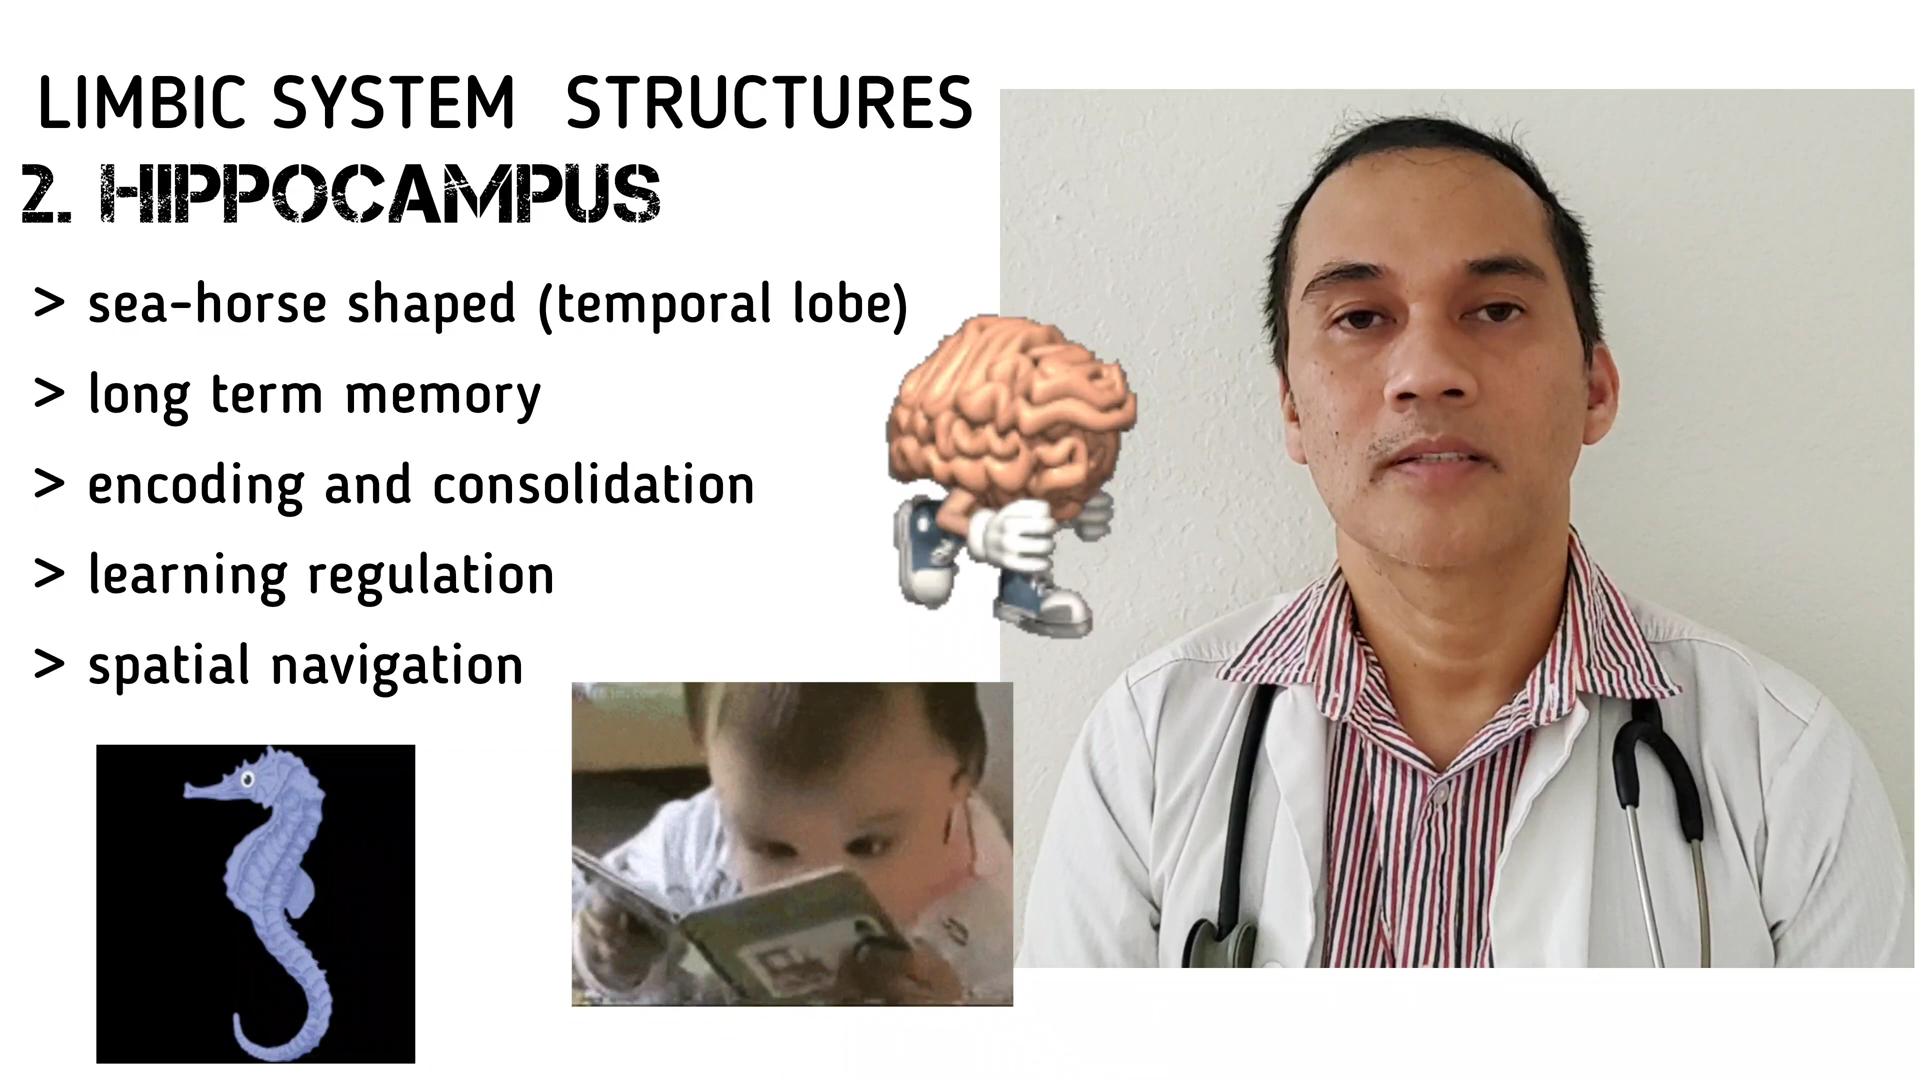 LIMBIC SYSTEM STRUCTURES
2. HIPPOCAMPUS
> sea-horse shaped (temporal lobe)
> long term memory
> encoding and consolidation
> learning regulation
> spatial navigation